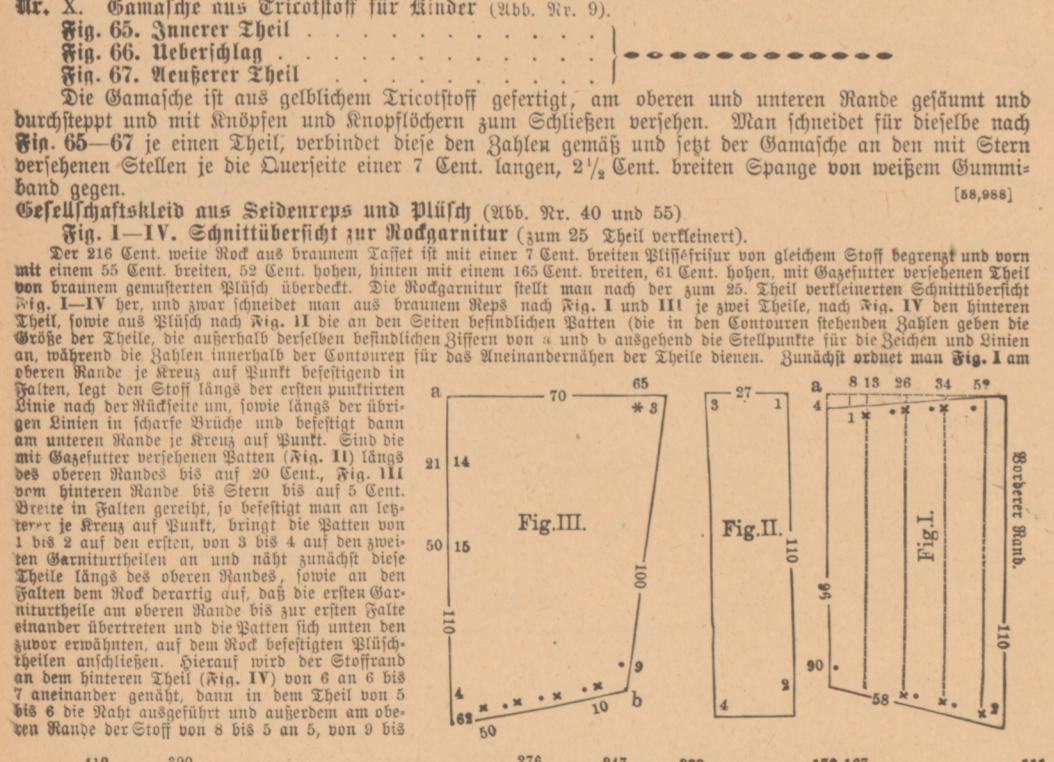 Nr. X. Gamasche aus Tricotstoff für Kinder (Abb. Nr. 9).
Fig. 65. Innerer Theil . . . . . . . . .
Fig. 66. Ueberschlag . . . . . . . . .
Fig. 67. Aeußerer Theil . . . . . . . . .
Die Gamasche ist aus gelblichem Tricotstoff gefertigt, am oberen und unteren Rande gesäumt und
durchsteppt und mit Knöpfen und Knopflöchern zum Schließen versehen. Man schneidet für dieselbe nach
Fig. 65—67 je einen Theil, verbindet diese den Zahlen gemäß und setzt der Gamasche an den mit Stern
versehenen Stellen je die Querseite einer 7 Cent. langen, 2 1/2 Cent. breiten Spange von weißem Gummi-
band gegen.
[58,988]
Gesellschaftskleid aus Seidenreps und Plüsch (Abb. Nr. 40 und 55)
Fig. I—IV. Schnittübersicht zur Rockgarnitur (zum 25 Theil verkleinert).
Der 216 Cent. weite Rock aus braunem Taffet ist mit einer 7 Cent. breiten Plisséfrisur von gleichem Stoff begrenzt und vorn
mit einem 55 Cent. breiten, 52 Cent. hohen, hinten mit einem 165 Cent. breiten, 61 Cent. hohen, mit Gazefutter versehenen Theil
von braunem gemusterten Plüsch überdeckt. Die Rockgarnitur stellt man nach der zum 25. Theil verkleinerten Schnittübersicht
Fig. I—IV her, und zwar schneidet man aus braunem Reps nach Fig. I und III je zwei Theile, nach Fig. IV den hinteren
Theil, sowie aus Plüsch nach Fig. II die an den Seiten befindlichen Patten (die in den Contouren stehenden Zahlen geben die
Größe der Theile, die außerhalb derselben befindlichen Ziffern von a und b ausgehend die Stellpunkte für die Zeichen und Linien
an, während die Zahlen innerhalb der Contouren für das Aneinandernähen der Theile dienen. Zunächst ordnet man Fig. I am
oberen Rande je Kreuz auf Punkt befestigend in
Falten, legt den Stoff längs der ersten punktirten
Linie nach der Rückseite um, sowie längs der übri-
gen Linien in scharfe Brüche und befestigt dann
am unteren Rande je Kreuz auf Punkt. Sind die
mit Gazefutter versehenen Patten (Fig. II) längs
des oberen Randes bis auf 20 Cent., Fig. III
vom hinteren Rande bis Stern bis auf 5 Cent.
Breite in Falten gereiht, so befestigt man an letz-
terer je Kreuz auf Punkt, bringt die Patten von
1 bis 2 auf den ersten, von 3 bis 4 auf den zwei-
ten Garniturtheilen an und näht zunächst diese
Theile längs des oberen Randes, sowie an den
Falten dem Rock derartig auf, daß die ersten Gar-
niturtheile am oberen Rande bis zur ersten Falte
einander übertreten und die Patten sich unten den
zuvor erwähnten, auf dem Rock befestigten Plüsch-
theilen anschließen. Hierauf wird der Stoffrand
an dem hinteren Theil (Fig. IV) von 6 an 6 bis
7 aneinander genäht, dann in dem Theil von 5
bis 6 die Naht ausgeführt und außerdem am obe-
ren Rande der Stoff von 8 bis 5 an 5, von 9 bis
a 70 65
* 3
21 14
Fig.III.
50 15
100
110
9
4
62
50
10
b
27
3 1
Fig.II.
110
2
4
a 8 13 26 34 59
4
1
Vorderer Rand.
Fig.I.
96
110
90
58
2